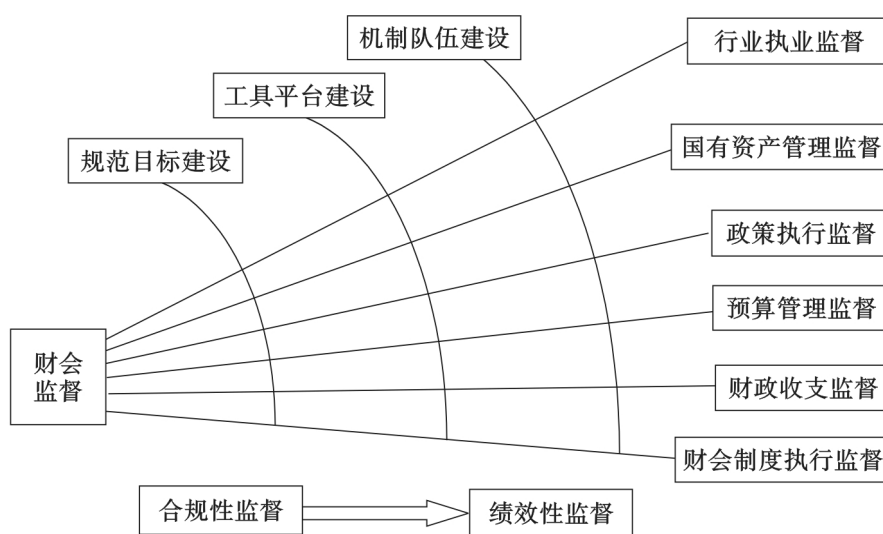 机制队伍建设
行业执业监督
工具平台建设
规范目标建设
国有资产管理监督
政策执行监督
预算管理监督
财会
监督
财政收支监督
财会制度执行监督
合规性监督
绩效性监督